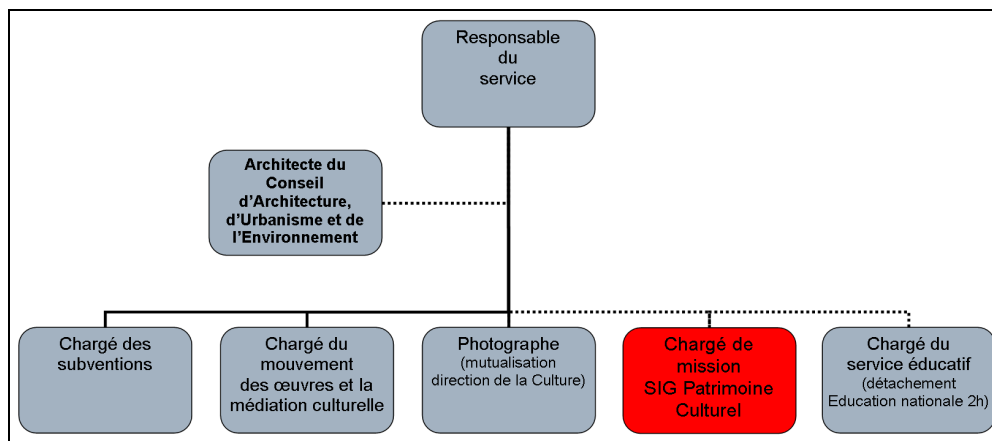 Responsable
du
service
Architecte du
Conseil
d'Architecture,
d'Urbanisme et de
l'Environnement
Chargé des
subventions
Chargé du
mouvement
des œuvres et la
médiation culturelle
Photographe
(mutualisation
direction de la Culture)
Chargé de
mission
SIG Patrimoine
Culturel
Chargé du
service éducatif
(détachement
Education nationale 2h)